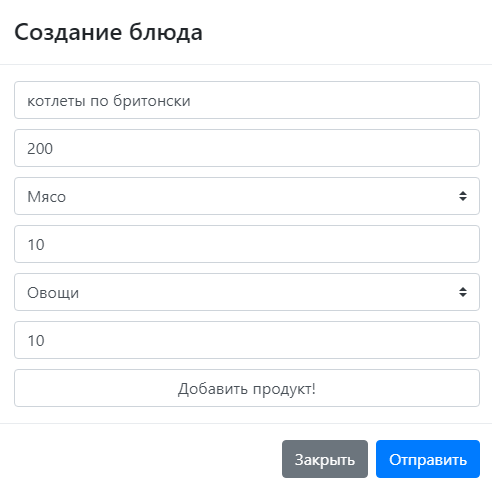 Создание блюда
котлеты по бритонски
200
Мясо
10
Овощи
10
Добавить продукт!
Закрыть Отправить